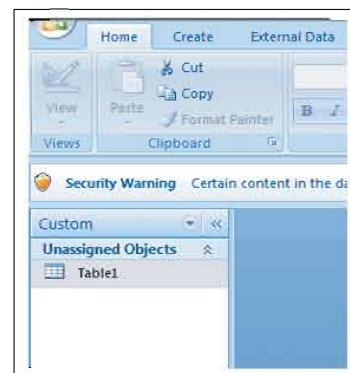 Home Create External Data
Cut
Copy
Format Painter
View
Paste
B I
Views Clipboard
Security Warning Certain content in the da
Custom
Unassigned Objects
Table1